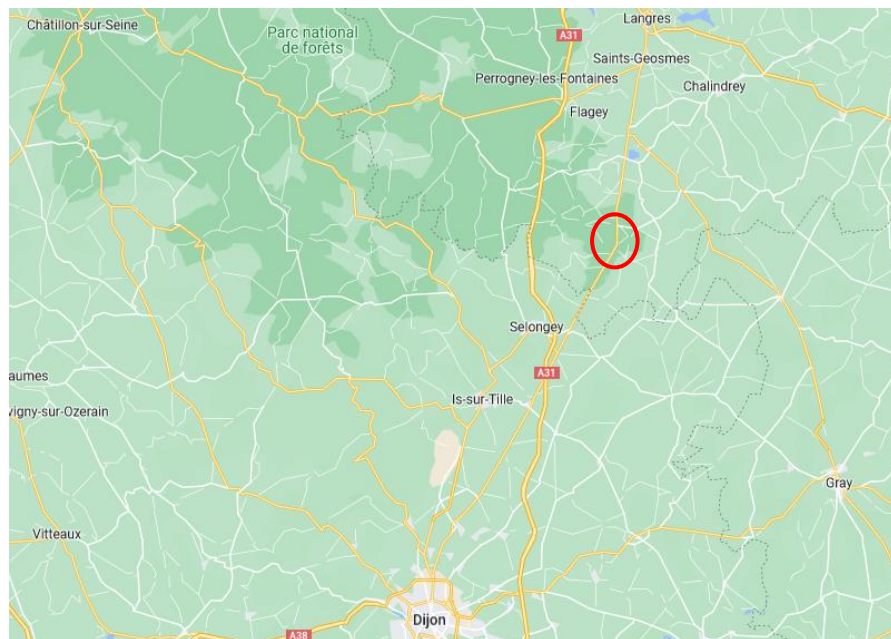 Langres
Châtillon-sur-Seine
Parc national
de forêts
A31
Saints-Geosmes
Perrogney-les-Fontaines
Chalindrey
Flagey
Selongey
A31
aumes
Is-sur-Tille
vigny-sur-Ozerain
Gray
Vitteaux
Dijon
A38